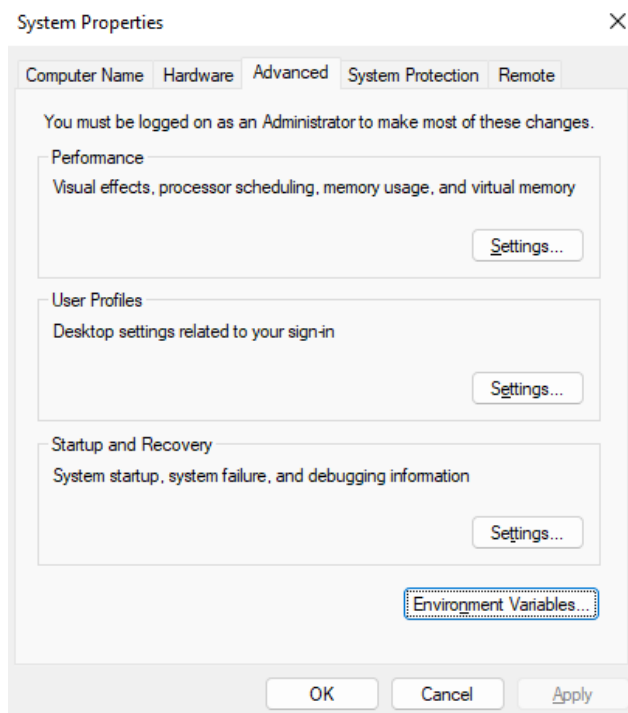 System Properties
Computer Name Hardware Advanced System Protection Remote
You must be logged on as an Administrator to make most of these changes.
Performance
Visual effects, processor scheduling, memory usage, and virtual memory
Settings...
User Profiles
Desktop settings related to your sign-in
Settings...
Startup and Recovery
System startup, system failure, and debugging information
Settings...
Environment Variables...
OK Cancel Apply